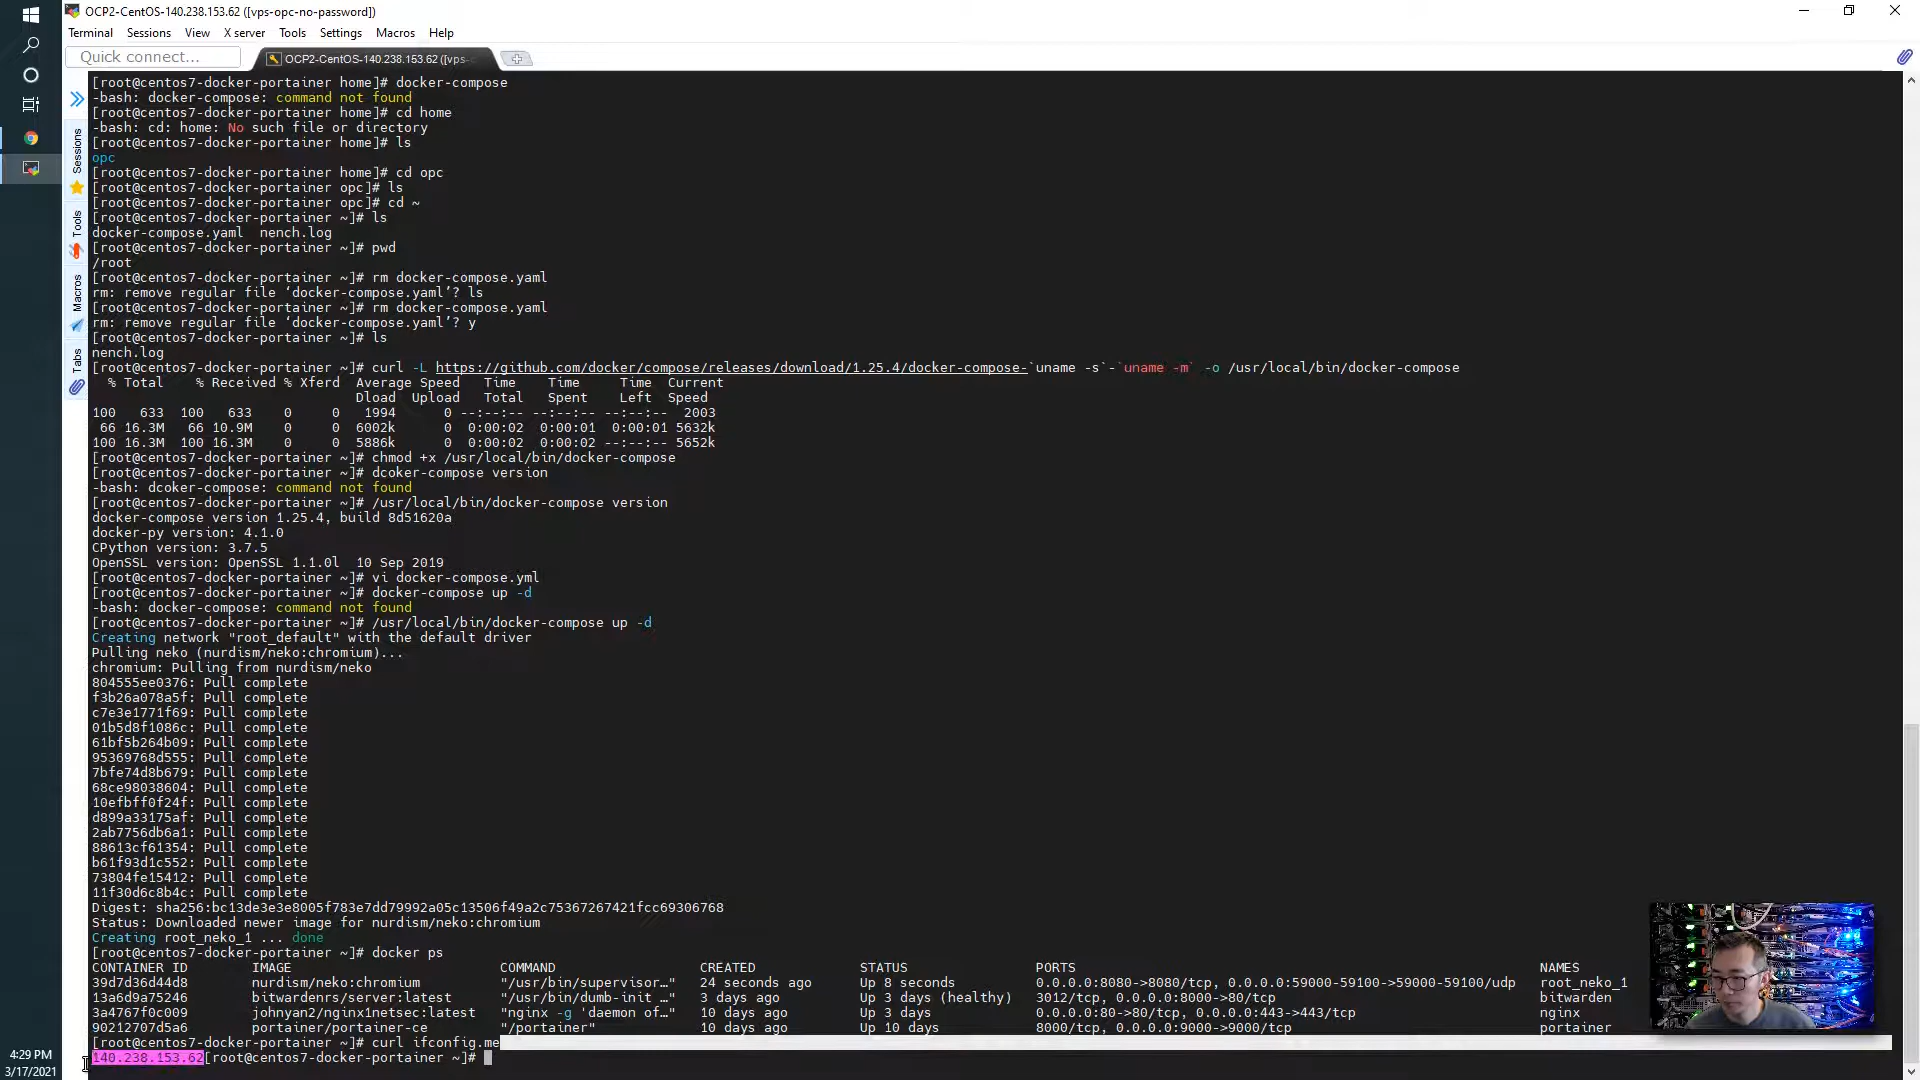 OCP2-CentOS-140.238.153.62 ([vps-opc-no-password])
Terminal Sessions View X server Tools Settings Macros Help
Quick connect...
OCP2-CentOS-140.238.153.62 ([vps-
[root@centos7-docker-portainer home]# docker-compose
-bash: docker-compose: command not found
[root@centos7-docker-portainer home]# cd home
-bash: cd: home: No such file or directory
[root@centos7-docker-portainer home]# ls
opc
[root@centos7-docker-portainer home]# cd opc
[root@centos7-docker-portainer opc]# ls
[root@centos7-docker-portainer opc]# cd ~
[root@centos7-docker-portainer ~]# ls
docker-compose.yaml  nench.log
[root@centos7-docker-portainer ~]# pwd
/root
[root@centos7-docker-portainer ~]# rm docker-compose.yaml
rm: remove regular file ‘docker-compose.yaml’? ls
[root@centos7-docker-portainer ~]# rm docker-compose.yaml
rm: remove regular file ‘docker-compose.yaml’? y
[root@centos7-docker-portainer ~]# ls
nench.log
[root@centos7-docker-portainer ~]# curl -L https://github.com/docker/compose/releases/download/1.25.4/docker-compose-`uname -s`-`uname -m` -o /usr/local/bin/docker-compose
% Total % Received % Xferd Average Speed Time Time Time Current
Dload Upload Total Spent Left Speed
100 633 100 633 0 0 1994 0 --:--:-- --:--:-- --:--:-- 2003
66 16.3M 66 10.9M 0 0 6002k 0 0:00:02 0:00:01 0:00:01 5632k
100 16.3M 100 16.3M 0 0 5886k 0 0:00:02 0:00:02 --:--:-- 5652k
[root@centos7-docker-portainer ~]# chmod +x /usr/local/bin/docker-compose
[root@centos7-docker-portainer ~]# dcoker-compose version
-bash: dcoker-compose: command not found
[root@centos7-docker-portainer ~]# /usr/local/bin/docker-compose version
docker-compose version 1.25.4, build 8d51620a
docker-py version: 4.1.0
CPython version: 3.7.5
OpenSSL version: OpenSSL 1.1.0l  10 Sep 2019
[root@centos7-docker-portainer ~]# vi docker-compose.yml
[root@centos7-docker-portainer ~]# docker-compose up -d
-bash: docker-compose: command not found
[root@centos7-docker-portainer ~]# /usr/local/bin/docker-compose up -d
Creating network "root_default" with the default driver
Pulling neko (nurdism/neko:chromium)...
chromium: Pulling from nurdism/neko
804555ee0376: Pull complete
f3b26a078a5f: Pull complete
c7e3e1771f69: Pull complete
01b5d8f1086c: Pull complete
61bf5b264b09: Pull complete
95369768d555: Pull complete
7bfe74d8b679: Pull complete
68ce98038604: Pull complete
10efbff0f24f: Pull complete
d899a33175af: Pull complete
2ab7756db6a1: Pull complete
88613cf61354: Pull complete
b61f93d1c552: Pull complete
73804fe15412: Pull complete
11f30d6c8b4c: Pull complete
Digest: sha256:bc13de3e3e8005f783e7dd79992a05c13506f49a2c75367267421fcc69306768
Status: Downloaded newer image for nurdism/neko:chromium
Creating root_neko_1 ... done
[root@centos7-docker-portainer ~]# docker ps
CONTAINER ID IMAGE COMMAND CREATED STATUS PORTS NAMES
39d7d36d44d8 nurdism/neko:chromium "/usr/bin/supervisor…" 24 seconds ago Up 8 seconds 0.0.0.0:8080->8080/tcp, 0.0.0.0:59000-59100->59000-59100/udp root_neko_1
13a6d9a75246 bitwardenrs/server:latest "/usr/bin/dumb-init …" 3 days ago Up 3 days (healthy) 3012/tcp, 0.0.0.0:8000->80/tcp bitwarden
3a4767f0c009 johnyan2/nginx1netsec:latest "nginx -g 'daemon of…" 10 days ago Up 3 days 0.0.0.0:80->80/tcp, 0.0.0.0:443->443/tcp nginx
90212707d5a6 portainer/portainer-ce "/portainer" 10 days ago Up 10 days 8000/tcp, 0.0.0.0:9000->9000/tcp portainer
[root@centos7-docker-portainer ~]# curl ifconfig.me
140.238.153.62[root@centos7-docker-portainer ~]#
Sessions
Tools
Macros
Tabs
4:29 PM
3/17/2021